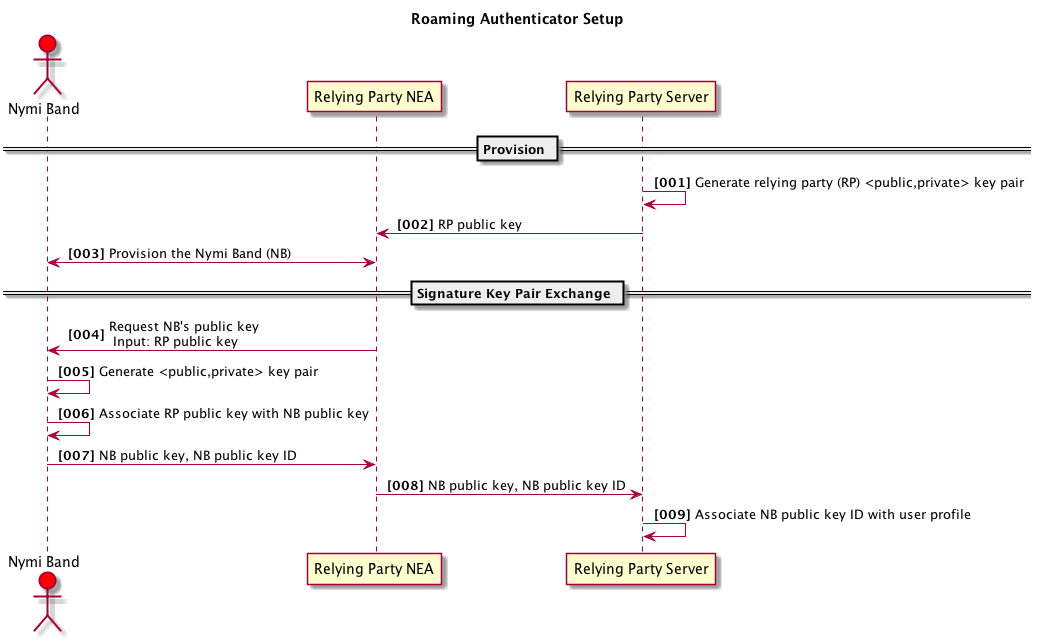 Roaming Authenticator Setup
Nymi Band
Relying Party NEA
Relying Party Server
Provision
[001] Generate relying party (RP) <public,private> key pair
[002] RP public key
[003] Provision the Nymi Band (NB)
Signature Key Pair Exchange
[004] Request NB's public key
Input: RP public key
[005] Generate <public,private> key pair
[006] Associate RP public key with NB public key
[007] NB public key, NB public key ID
[008] NB public key, NB public key ID
[009] Associate NB public key ID with user profile
Nymi Band
Relying Party NEA
Relying Party Server